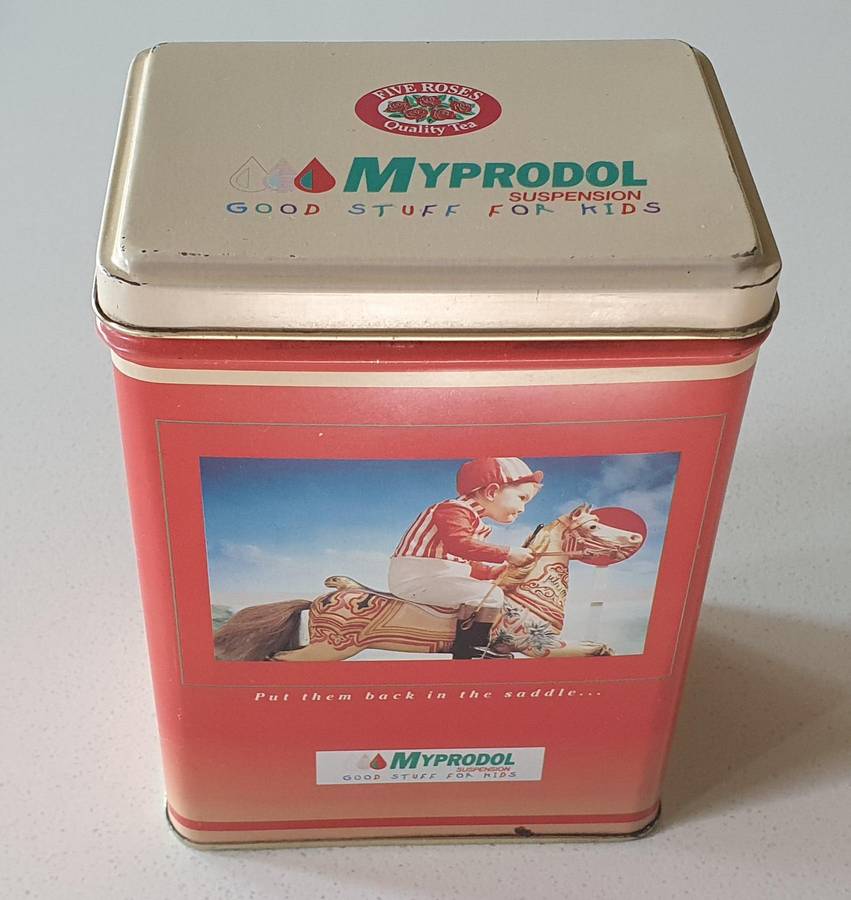 FIVE ROSES
Quality Tea
MYPRODOL
SUSPENSION
GOOD STUFF FOR KIDS
Put them back in the saddle...
MYPRODOL
SUSPENSION
GOOD STUFF FOR KIDS